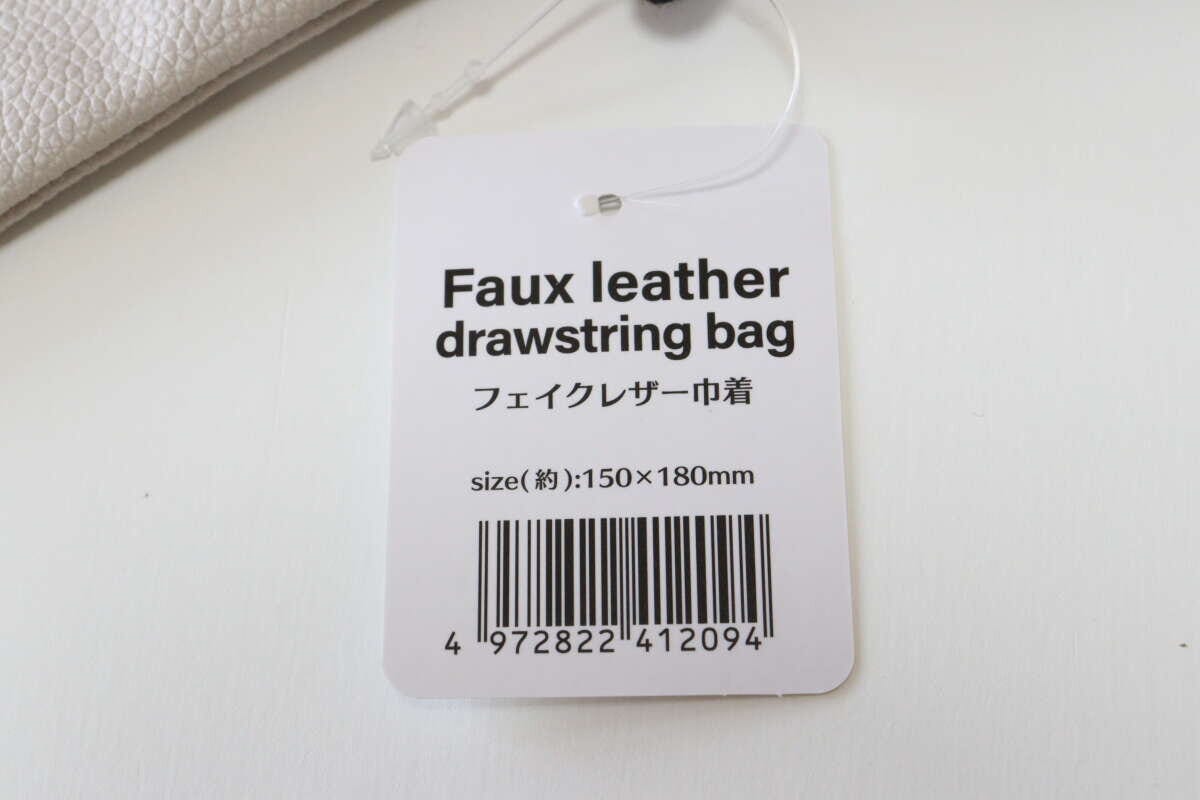 Faux leather
drawstring bag
フェイクレザー巾着
size(約):150×180mm
4 972822 412094